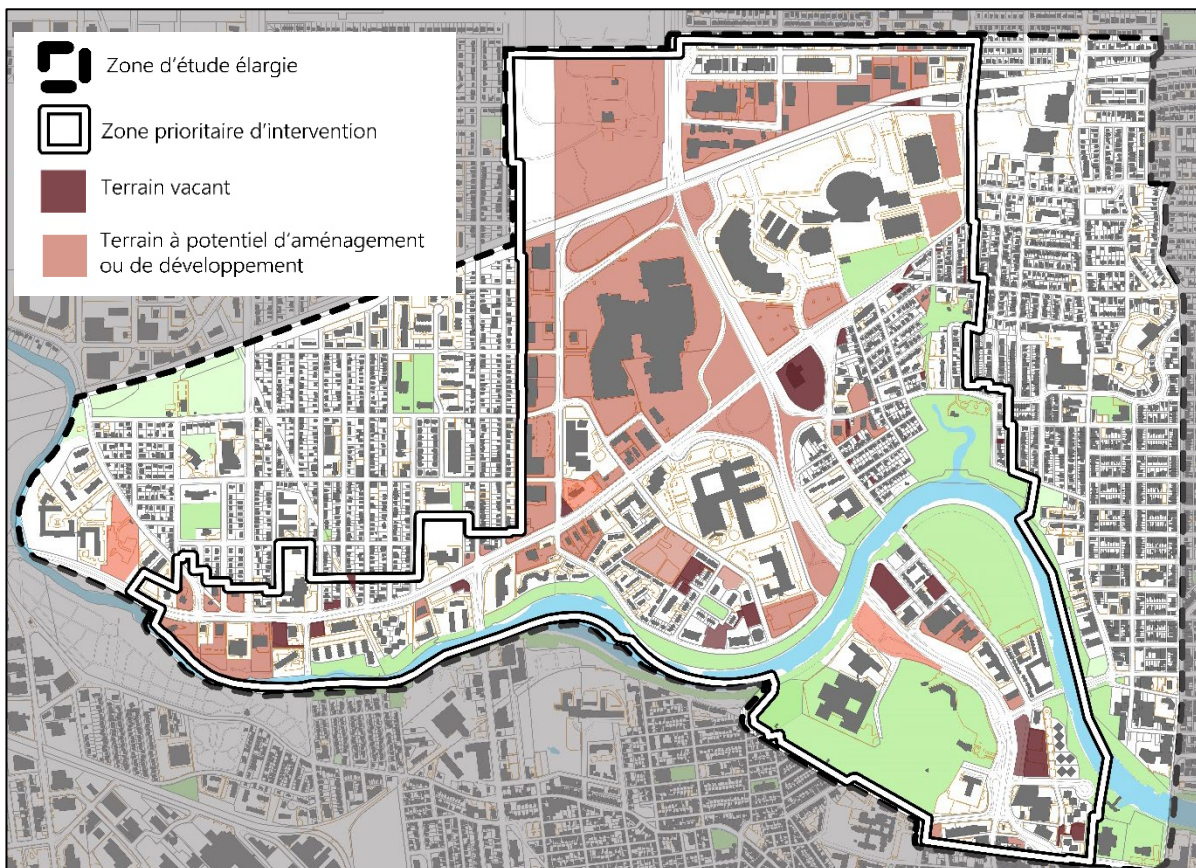 Zone d'étude élargie
Zone prioritaire d'intervention
Terrain vacant
Terrain à potentiel d'aménagement
ou de développement